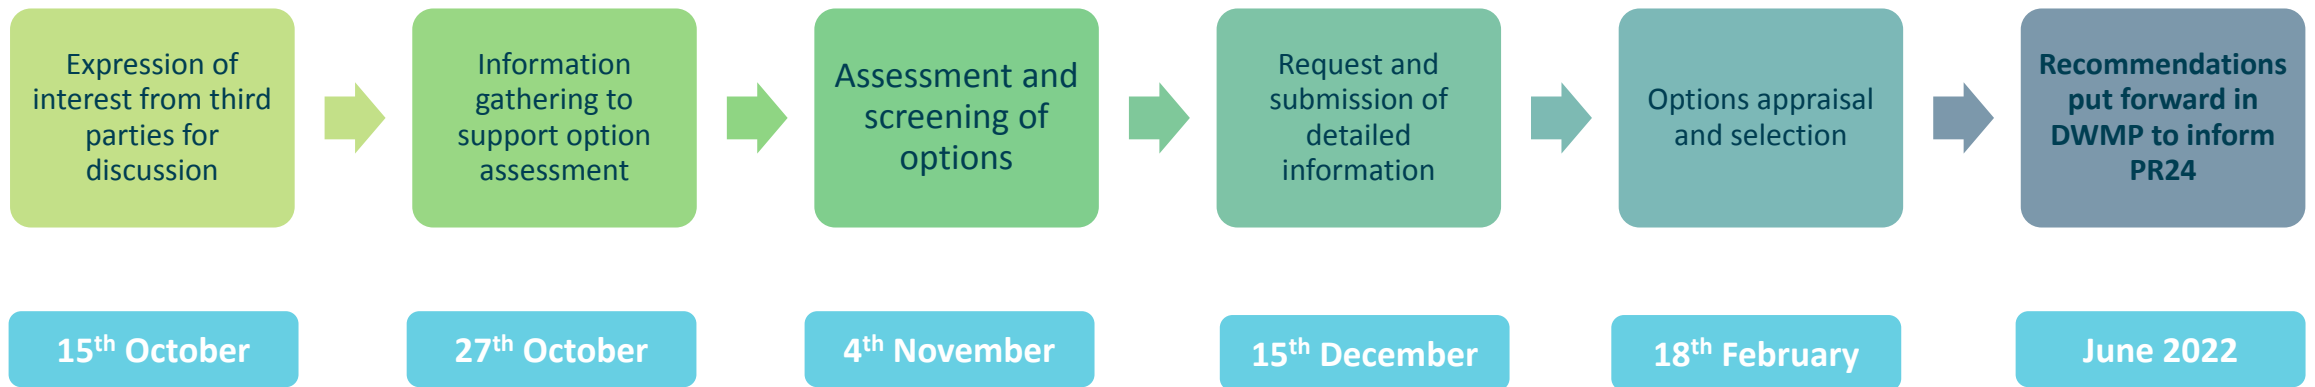 Expression of
interest from third
parties for
discussion
Information
gathering to
support option
assessment
Assessment and
screening of
options
Request and
submission of
detailed
information
Options appraisal
and selection
Recommendations
put forward in
DWMP to inform
PR24
15th October
27th October
4th November
15th December
18th February
June 2022